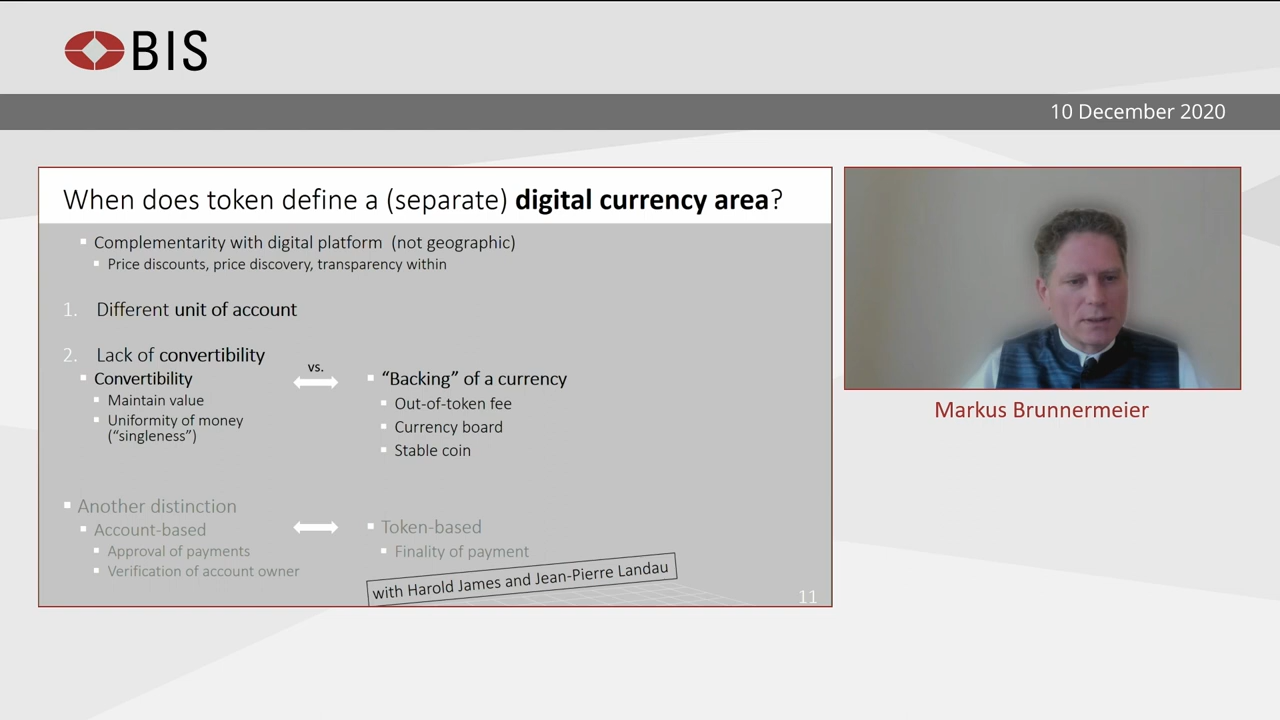 BIS
10 December 2020
When does token define a (separate) digital currency area?
Complementarity with digital platform (not geographic)
Price discounts, price discovery, transparency within
1. Different unit of account
2. Lack of convertibility
Convertibility
Maintain value
Uniformity of money
("singleness")
vs.
"Backing" of a currency
Out-of-token fee
Currency board
Stable coin
Another distinction
Account-based
Approval of payments
Verification of account owner
Token-based
Finality of payment
with Harold James and Jean-Pierre Landau
11
Markus Brunnermeier